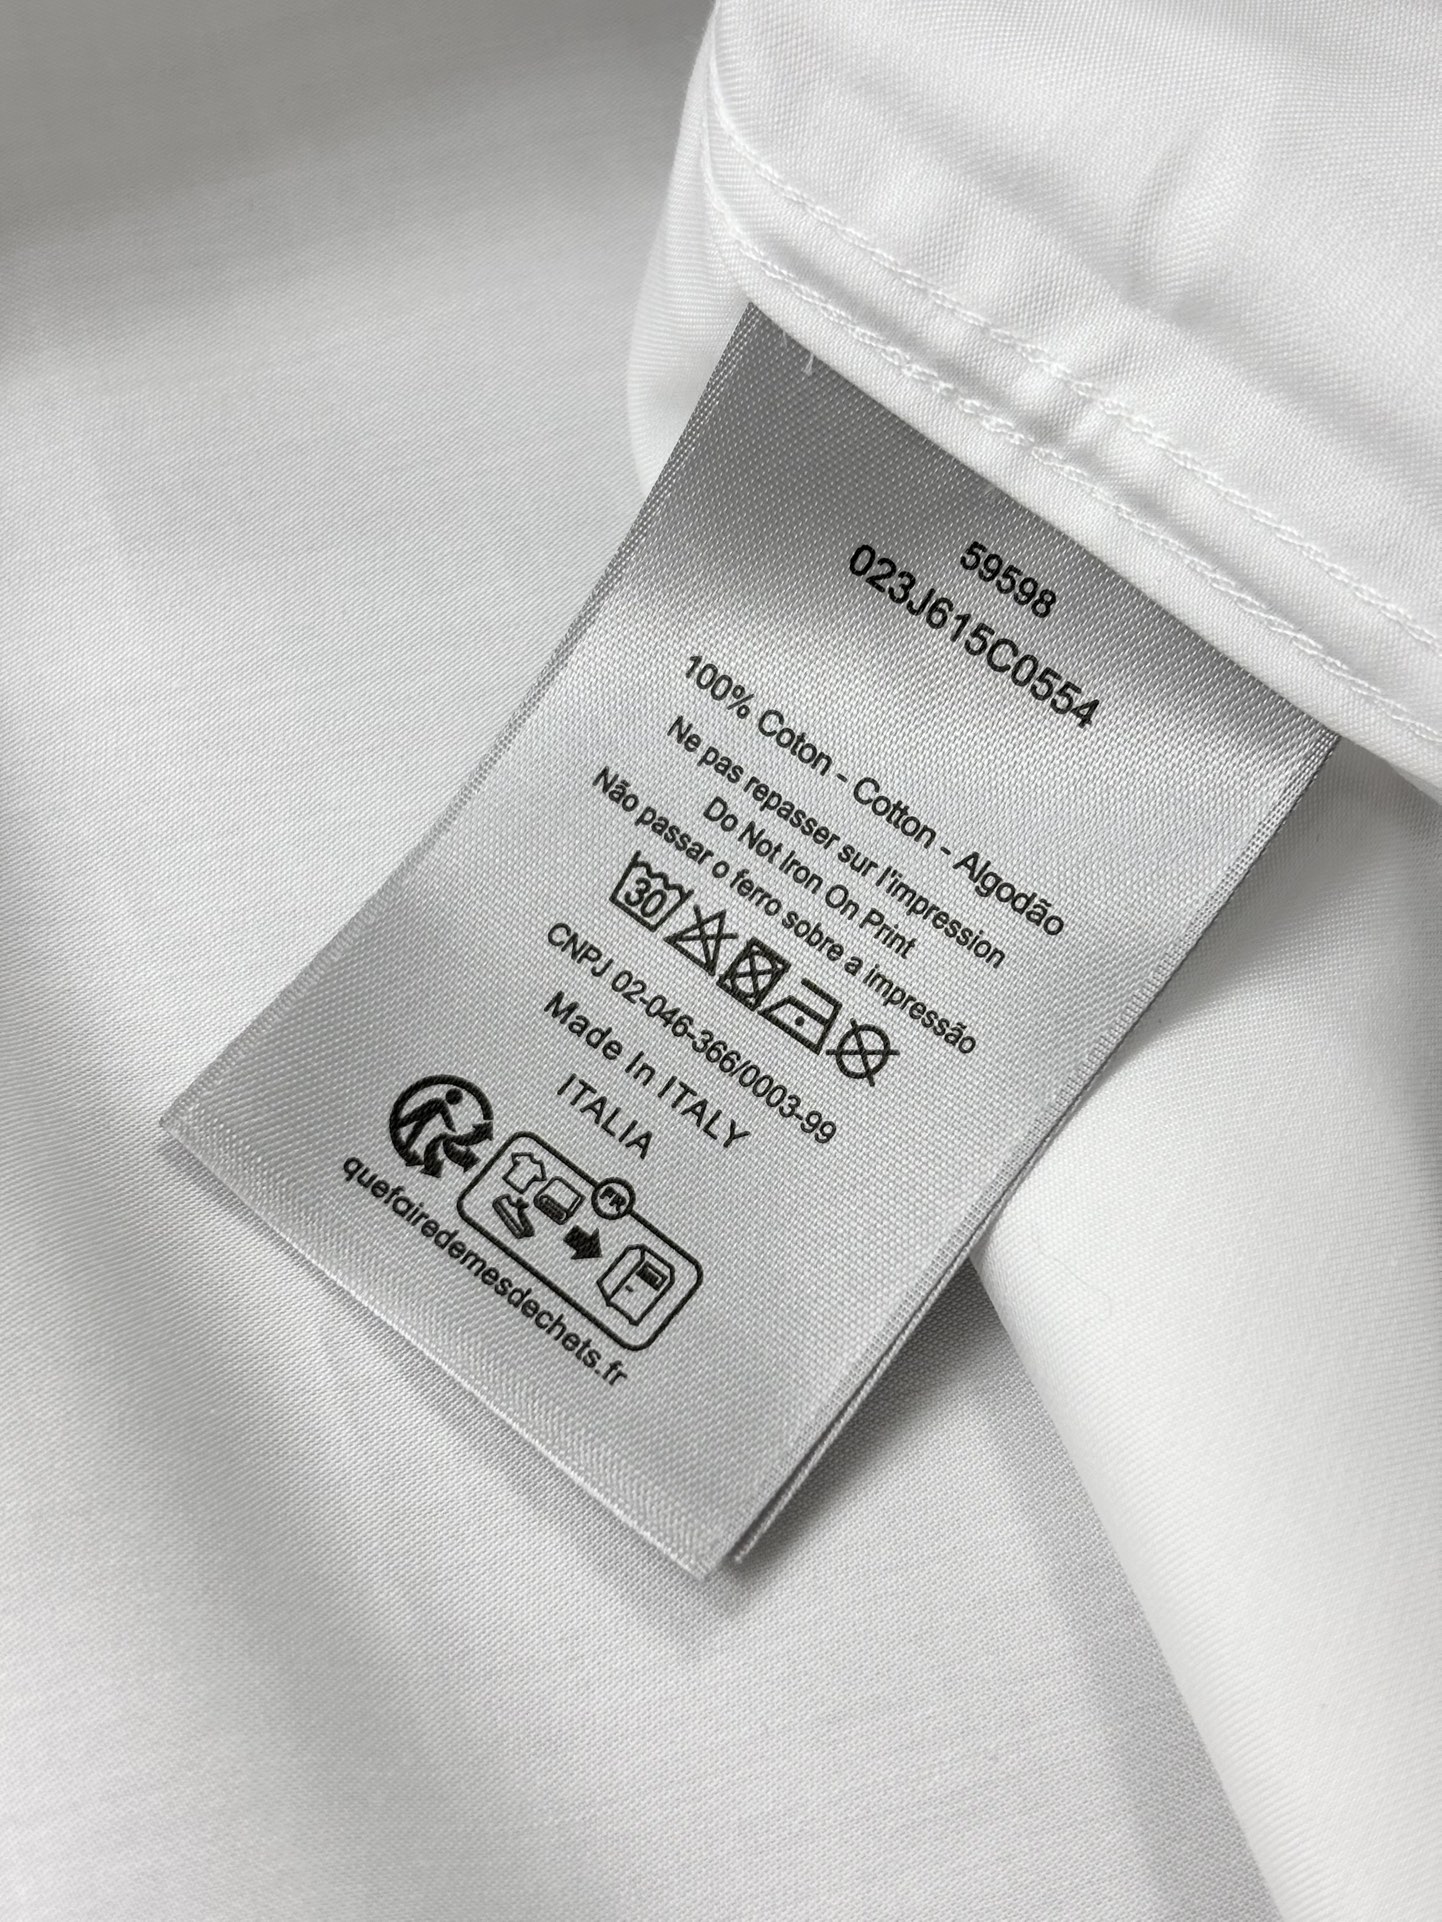 59598
023J615C0554
100% Coton - Cotton - Algodão
Ne pas repasser sur l'impression
Do Not Iron On Print
Não passar o ferro sobre a impressão
30
CNPJ 02-046-366/0003-99
Made In ITALY
ITALIA
FR
quefairedemesdechets.fr